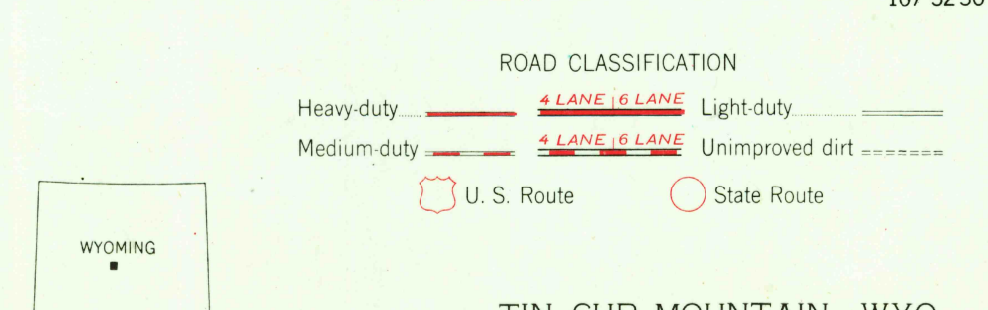 ROAD CLASSIFICATION
Heavy-duty 4 LANE 6 LANE Light-duty
Medium-duty 4 LANE 6 LANE Unimproved dirt
U. S. Route State Route
WYOMING